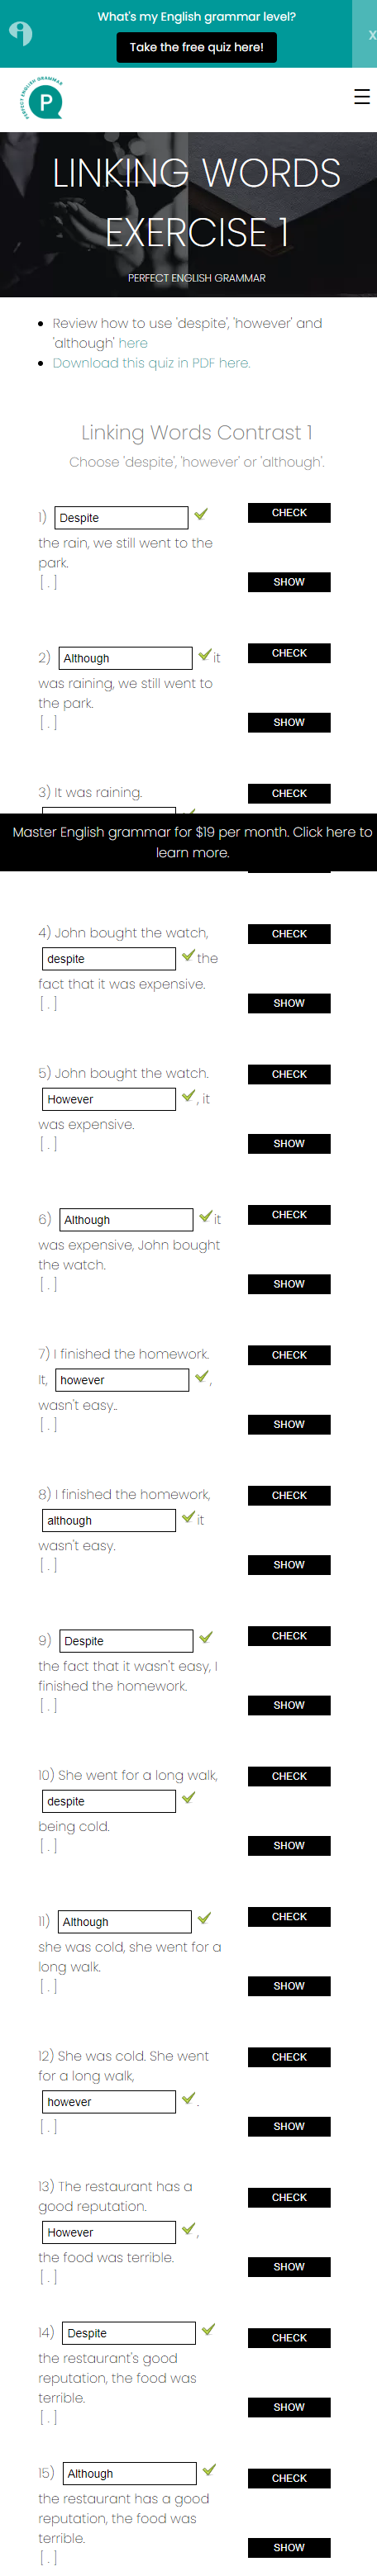 What's my English grammar level?
Take the free quiz here!
x
PERFECT ENGLISH GRAMMAR
P
LINKING WORDS
EXERCISE 1
PERFECT ENGLISH GRAMMAR
Review how to use 'despite', 'however' and
'although' here
Download this quiz in PDF here.
Linking Words Contrast 1
Choose 'despite', 'however' or 'although'.
1) Despite
CHECK
the rain, we still went to the
park.
[ . ]
SHOW
2) Although it
CHECK
was raining, we still went to
the park.
[ . ]
SHOW
3) It was raining.
CHECK
Master English grammar for $19 per month. Click here to
learn more.
4) John bought the watch,
CHECK
despite the
fact that it was expensive.
[ . ]
SHOW
5) John bought the watch.
CHECK
However , it
was expensive.
[ . ]
SHOW
6) Although it
CHECK
was expensive, John bought
the watch.
[ . ]
SHOW
7) I finished the homework.
CHECK
It, however ,
wasn't easy..
[ . ]
SHOW
8) I finished the homework,
CHECK
although it
wasn't easy.
[ . ]
SHOW
9) Despite
CHECK
the fact that it wasn't easy, I
finished the homework.
[ . ]
SHOW
10) She went for a long walk,
CHECK
despite
being cold.
[ . ]
SHOW
11) Although
CHECK
she was cold, she went for a
long walk.
[ . ]
SHOW
12) She was cold. She went
CHECK
for a long walk,
however .
[ . ]
SHOW
13) The restaurant has a
CHECK
good reputation.
However ,
the food was terrible.
[ . ]
SHOW
14) Despite
CHECK
the restaurant's good
reputation, the food was
terrible.
[ . ]
SHOW
15) Although
CHECK
the restaurant has a good
reputation, the food was
terrible.
[ . ]
SHOW